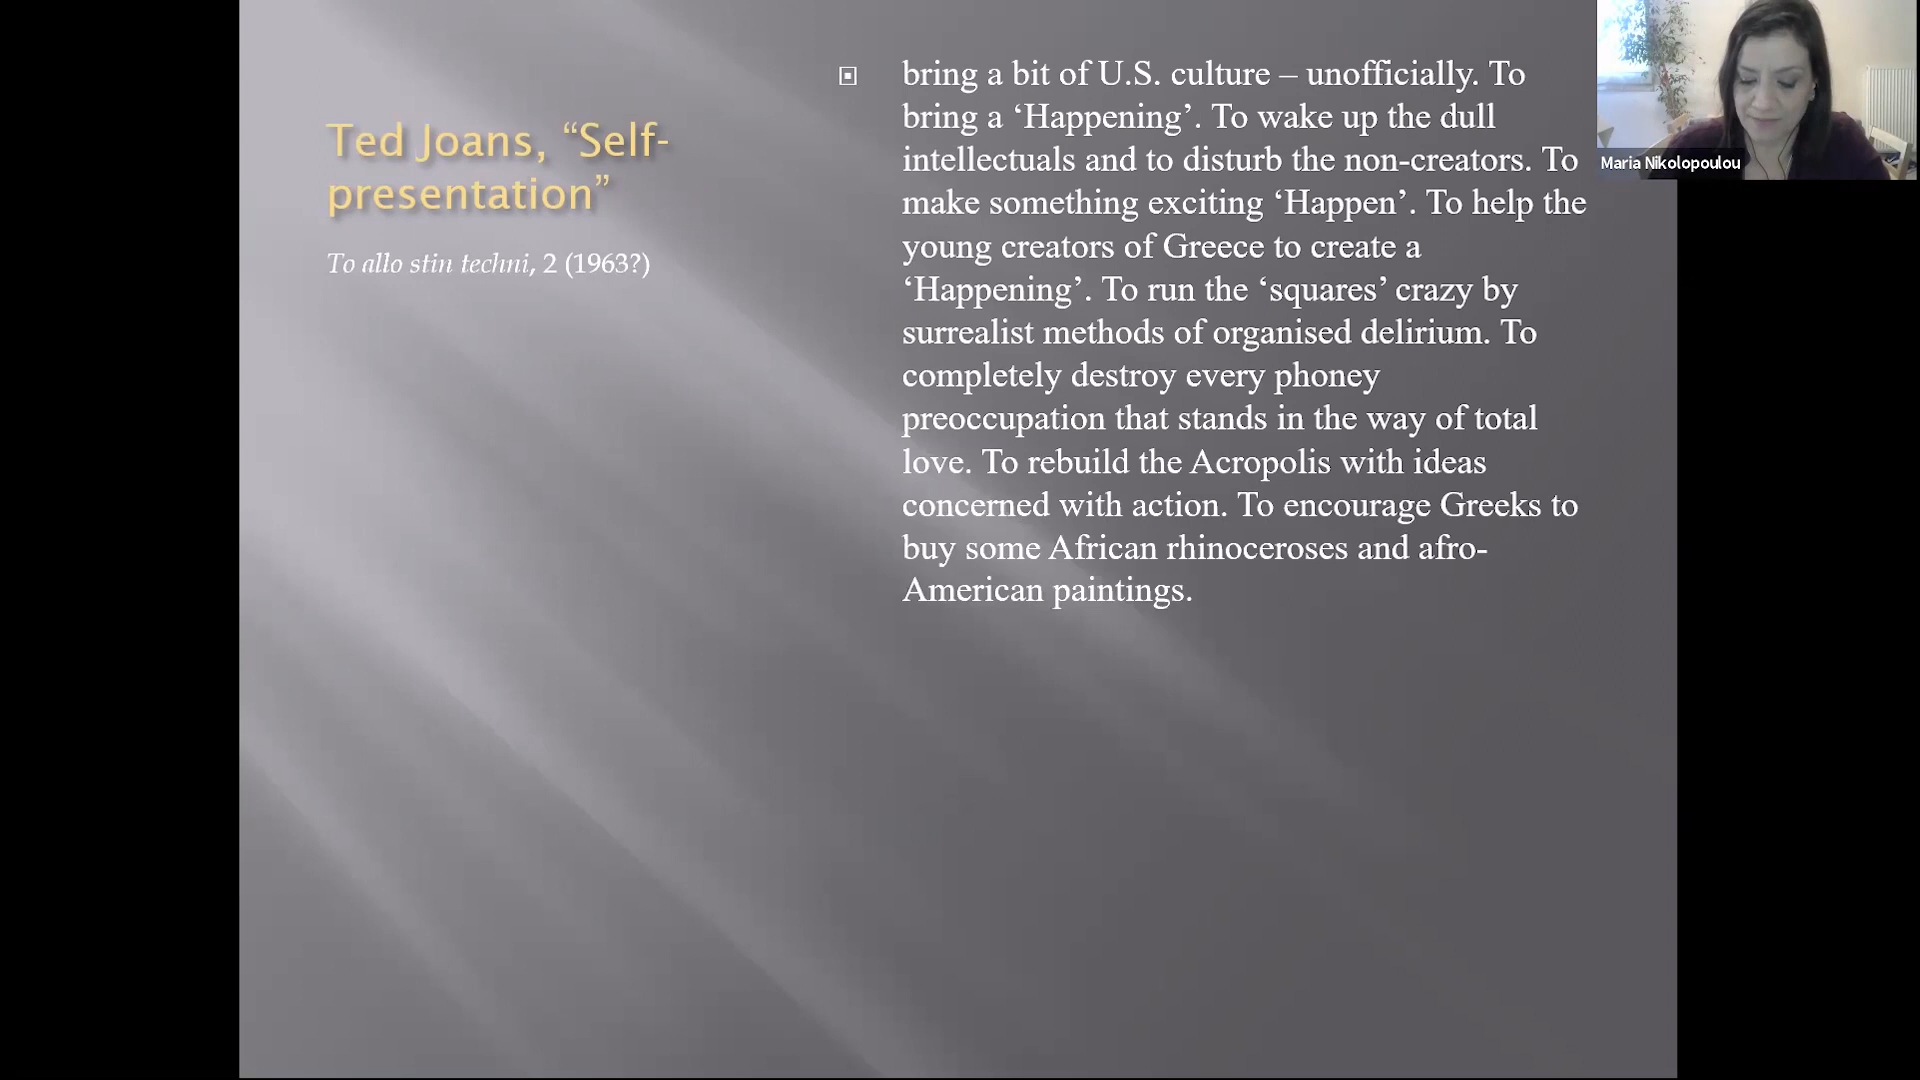 Ted Joans, “Self-
presentation”
To allo stin techni, 2 (1963?)
bring a bit of U.S. culture – unofficially. To
bring a ‘Happening’. To wake up the dull
intellectuals and to disturb the non-creators. To
make something exciting ‘Happen’. To help the
young creators of Greece to create a
‘Happening’. To run the ‘squares’ crazy by
surrealist methods of organised delirium. To
completely destroy every phoney
preoccupation that stands in the way of total
love. To rebuild the Acropolis with ideas
concerned with action. To encourage Greeks to
buy some African rhinoceroses and afro-
American paintings.
Maria Nikolopoulou